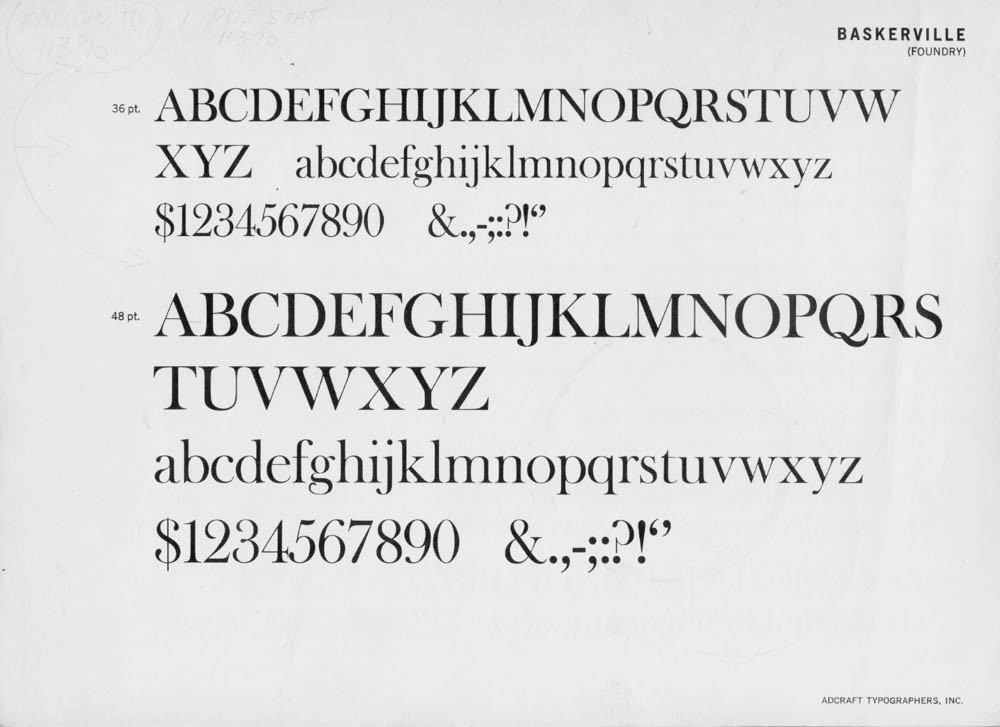 ENlarge TO 1 POS. STAT
113% 113%
BASKERVILLE
(FOUNDRY)
36 pt. ABCDEFGHIJKLMNOPQRSTUVW
XYZ abcdefghijklmnopqrstuvwxyz
$1234567890 &.,-;:?!‘’
48 pt. ABCDEFGHIJKLMNOPQRS
TUVWXYZ
abcdefghijklmnopqrstuvwxyz
$1234567890 &.,-;:?!‘’
ADCRAFT TYPOGRAPHERS, INC.